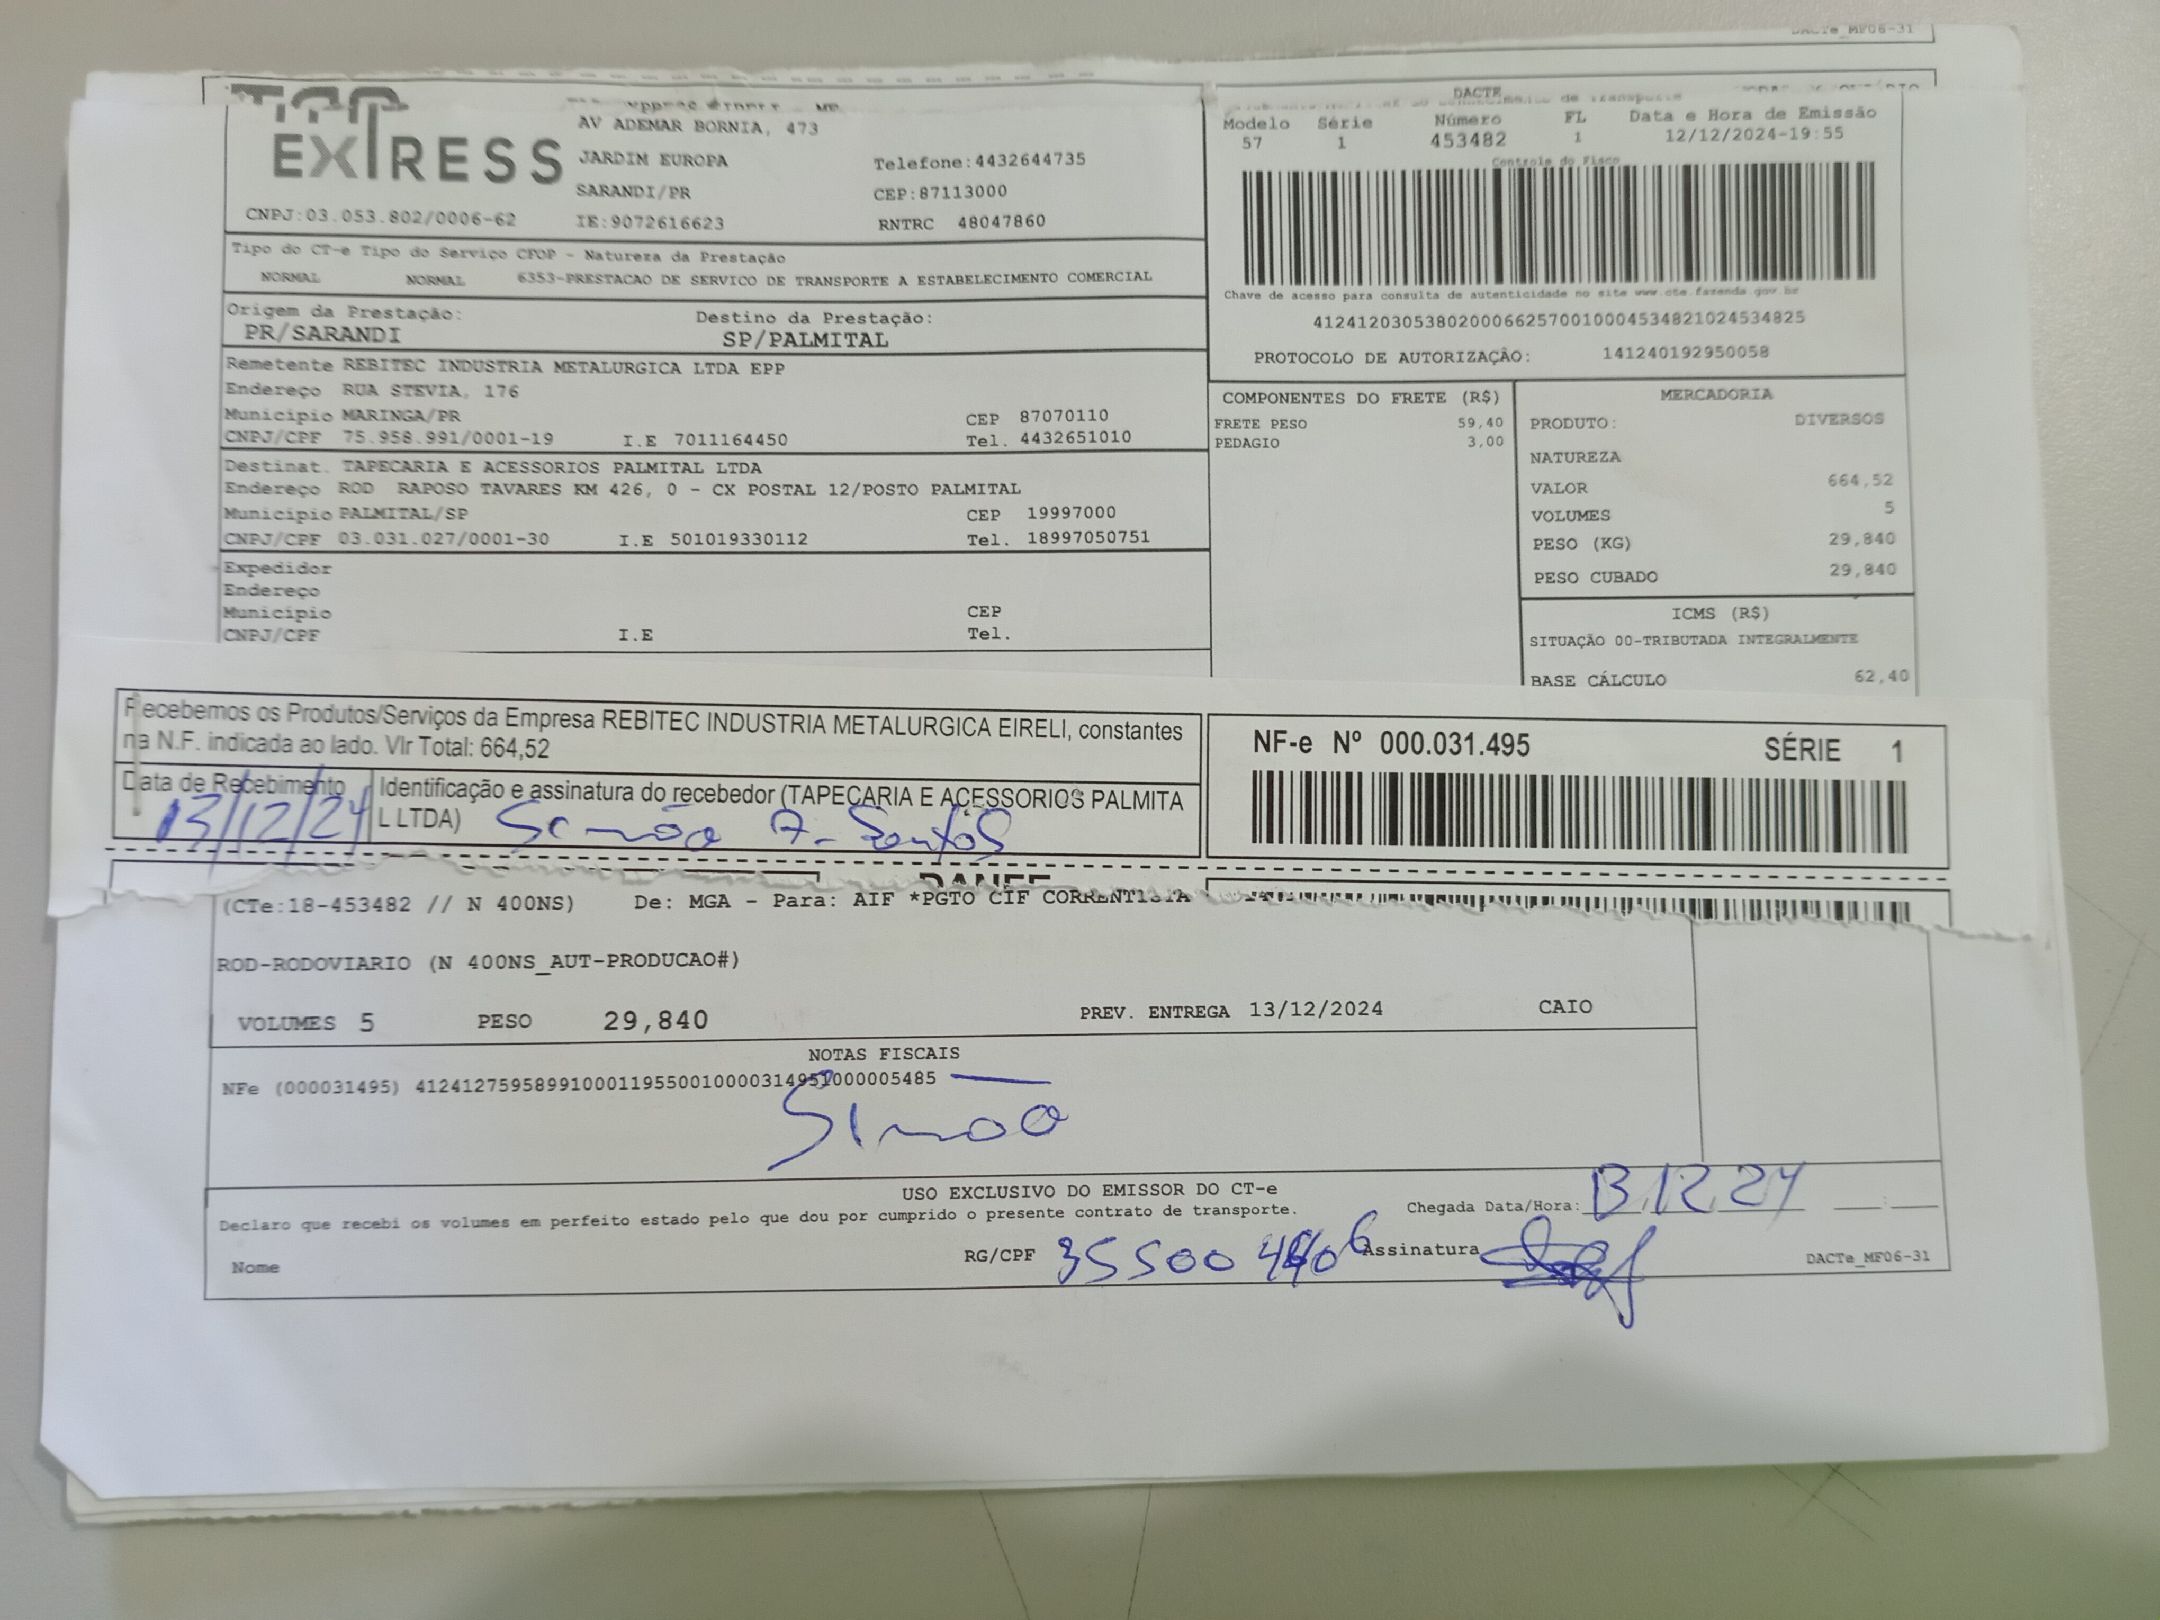 DACTe_MF06-31
EXPRESS
AV ADEMAR BORNIA, 473
JARDIM EUROPA
Telefone:4432644735
SARANDI/PR
CEP:87113000
CNPJ:03.053.802/0006-62 IE:9072616623 RNTRC 48047860
DACTE
Modelo Série Número FL Data e Hora de Emissão
57 1 453482 1 12/12/2024-19:55
Controle do Fisco
Chave de acesso para consulta de autenticidade no site www.cte.fazenda.gov.br
41241203053802000662570010004534821024534825
PROTOCOLO DE AUTORIZAÇÃO: 141240192950058
Tipo do CT-e Tipo do Serviço CFOP - Natureza da Prestação
NORMAL NORMAL 6353-PRESTACAO DE SERVICO DE TRANSPORTE A ESTABELECIMENTO COMERCIAL
Origem da Prestação: Destino da Prestação:
PR/SARANDI SP/PALMITAL
Remetente REBITEC INDUSTRIA METALURGICA LTDA EPP
Endereço RUA STEVIA, 176
Municipio MARINGA/PR CEP 87070110
CNPJ/CPF 75.958.991/0001-19 I.E 7011164450 Tel. 4432651010
Destinat. TAPECARIA E ACESSORIOS PALMITAL LTDA
Endereço ROD RAPOSO TAVARES KM 426, 0 - CX POSTAL 12/POSTO PALMITAL
Municipio PALMITAL/SP CEP 19997000
CNPJ/CPF 03.031.027/0001-30 I.E 501019330112 Tel. 18997050751
Expedidor
Endereço
Municipio CEP
CNPJ/CPF I.E Tel.
COMPONENTES DO FRETE (R$)
FRETE PESO 59,40
PEDAGIO 3,00
MERCADORIA
PRODUTO: DIVERSOS
NATUREZA
VALOR 664,52
VOLUMES 5
PESO (KG) 29,840
PESO CUBADO 29,840
ICMS (R$)
SITUAÇÃO 00-TRIBUTADA INTEGRALMENTE
BASE CÁLCULO 62,40
Recebemos os Produtos/Serviços da Empresa REBITEC INDUSTRIA METALURGICA EIRELI, constantes
na N.F. indicada ao lado. Vlr Total: 664,52
Data de Recebimento
13/12/24
Identificação e assinatura do recebedor (TAPECARIA E ACESSORIOS PALMITA
L LTDA) Simão A. Santos
NF-e Nº 000.031.495 SÉRIE 1
DANFE
(CTe:18-453482 // N 400NS) De: MGA - Para: AIF *PGTO CIF CORRENTISTA
ROD-RODOVIARIO (N 400NS_AUT-PRODUCAO#)
VOLUMES 5 PESO 29,840 PREV. ENTREGA 13/12/2024 CAIO
NOTAS FISCAIS
NFe (000031495) 41241275958991000119550010000314951000005485
Simão
USO EXCLUSIVO DO EMISSOR DO CT-e
Declaro que recebi os volumes em perfeito estado pelo que dou por cumprido o presente contrato de transporte.
Chegada Data/Hora: 13 12 24
Nome RG/CPF Assinatura
DACTe_MF06-31